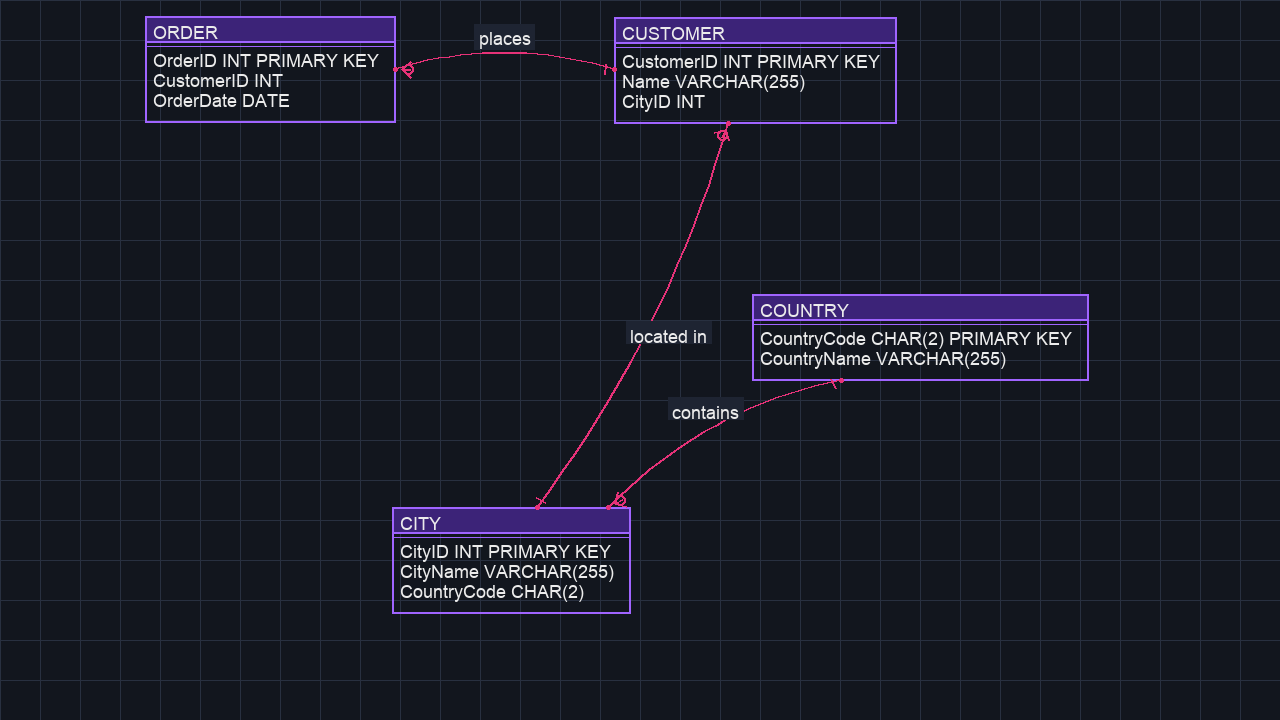 ORDER
OrderID INT PRIMARY KEY
CustomerID INT
OrderDate DATE
places
CUSTOMER
CustomerID INT PRIMARY KEY
Name VARCHAR(255)
CityID INT
located in
COUNTRY
CountryCode CHAR(2) PRIMARY KEY
CountryName VARCHAR(255)
contains
CITY
CityID INT PRIMARY KEY
CityName VARCHAR(255)
CountryCode CHAR(2)